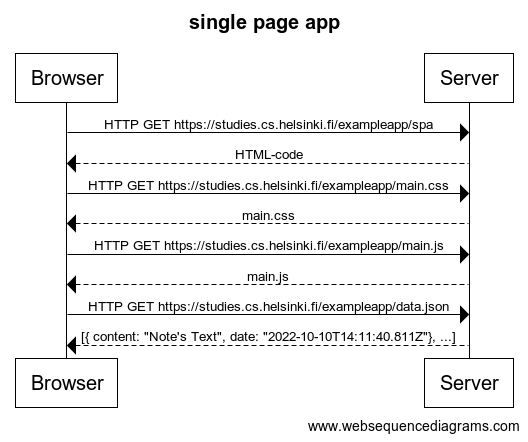 single page app
Browser Server
HTTP GET https://studies.cs.helsinki.fi/exampleapp/spa
HTML-code
HTTP GET https://studies.cs.helsinki.fi/exampleapp/main.css
main.css
HTTP GET https://studies.cs.helsinki.fi/exampleapp/main.js
main.js
HTTP GET https://studies.cs.helsinki.fi/exampleapp/data.json
[{ content: "Note's Text", date: "2022-10-10T14:11:40.811Z"}, ...]
Browser Server
www.websequencediagrams.com